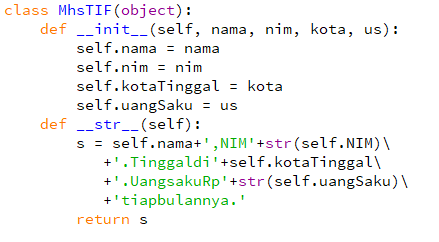 class MhsTIF(object):
    def __init__(self, nama, nim, kota, us):
        self.nama = nama
        self.nim = nim
        self.kotaTinggal = kota
        self.uangSaku = us
    def __str__(self):
        s = self.nama+',NIM'+str(self.NIM)\
           +'.Tinggaldi'+self.kotaTinggal\
           +'.UangsakuRp'+str(self.uangSaku)\
           +'tiapbulannya.'
        return s